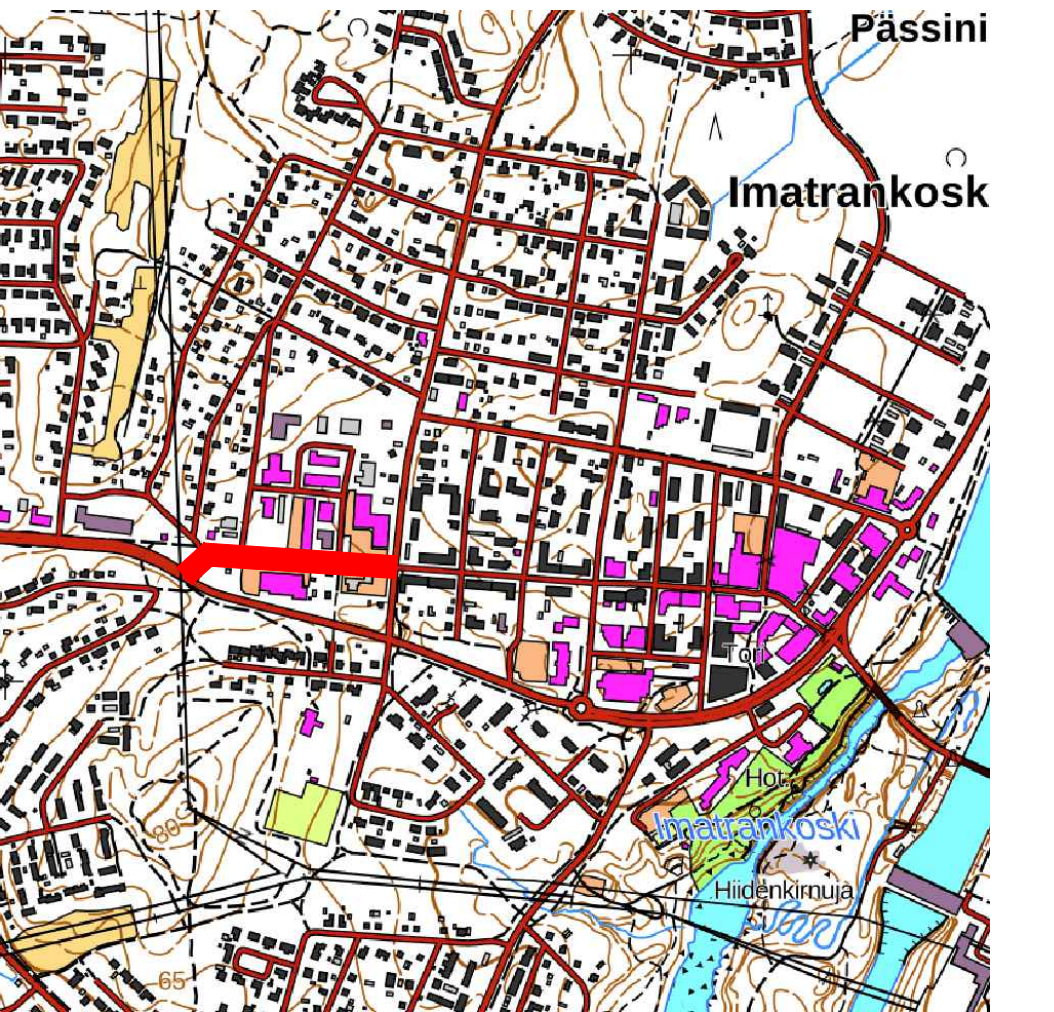 Pässini
Imatrankosk
Tori
Hot.
Imatrankoski
80
Hiidenkirnuja
65